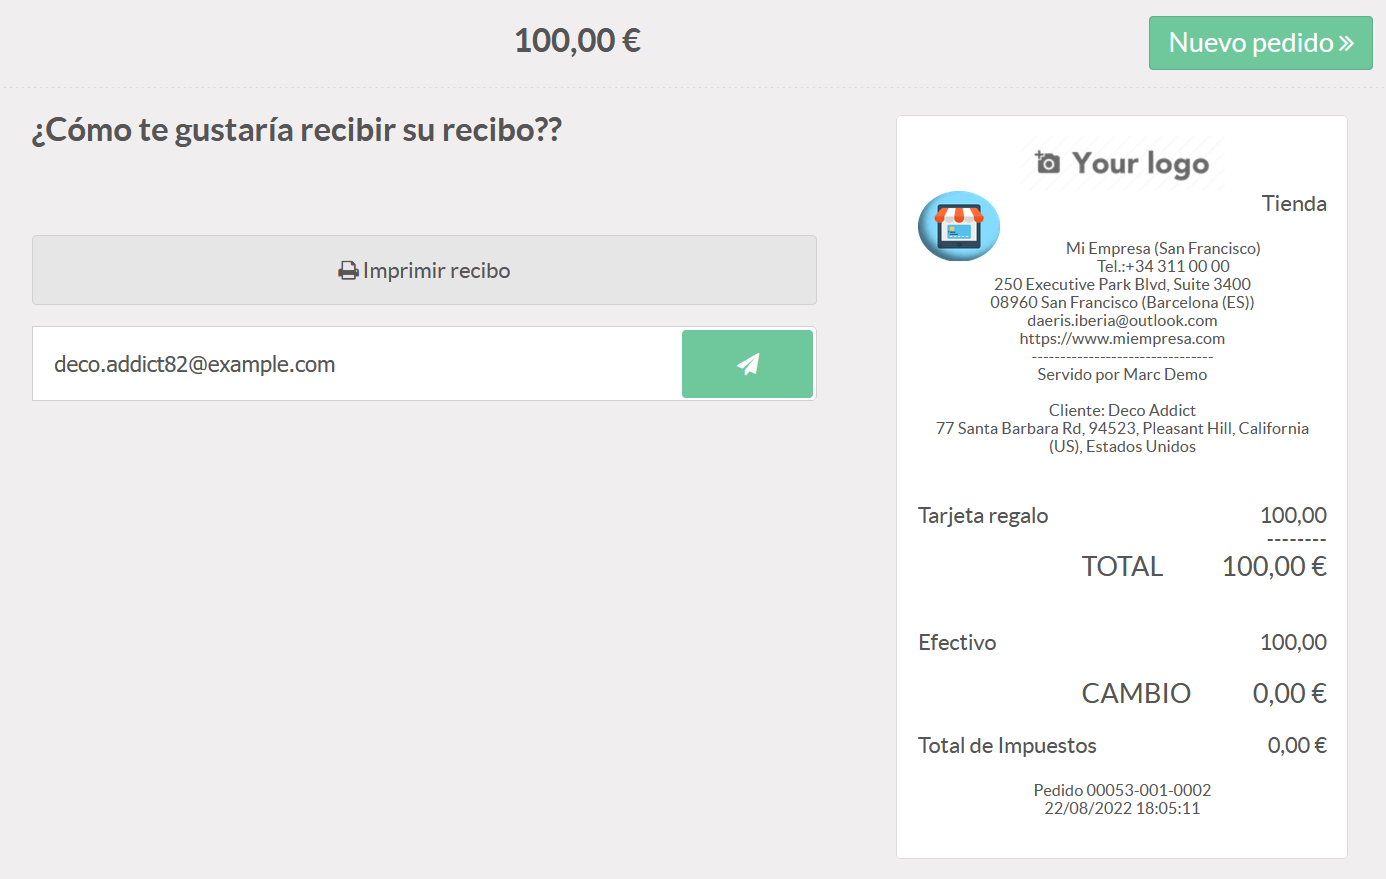 100,00 €
Nuevo pedido »
¿Cómo te gustaría recibir su recibo??
Imprimir recibo
deco.addict82@example.com
Your logo
Tienda
Mi Empresa (San Francisco)
Tel.:+34 311 00 00
250 Executive Park Blvd, Suite 3400
08960 San Francisco (Barcelona (ES))
daeris.iberia@outlook.com
https://www.miempresa.com
--------------------------------
Servido por Marc Demo
Cliente: Deco Addict
77 Santa Barbara Rd, 94523, Pleasant Hill, California
(US), Estados Unidos
Tarjeta regalo 100,00
--------
TOTAL 100,00 €
Efectivo 100,00
CAMBIO 0,00 €
Total de Impuestos 0,00 €
Pedido 00053-001-0002
22/08/2022 18:05:11